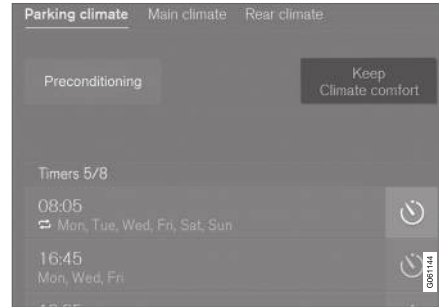 Parking climate Main climate Rear climate
Preconditioning
Keep
Climate comfort
Timers 5/8
08:05
Mon, Tue, Wed, Fri, Sat, Sun
16:45
Mon, Wed, Fri
G061144